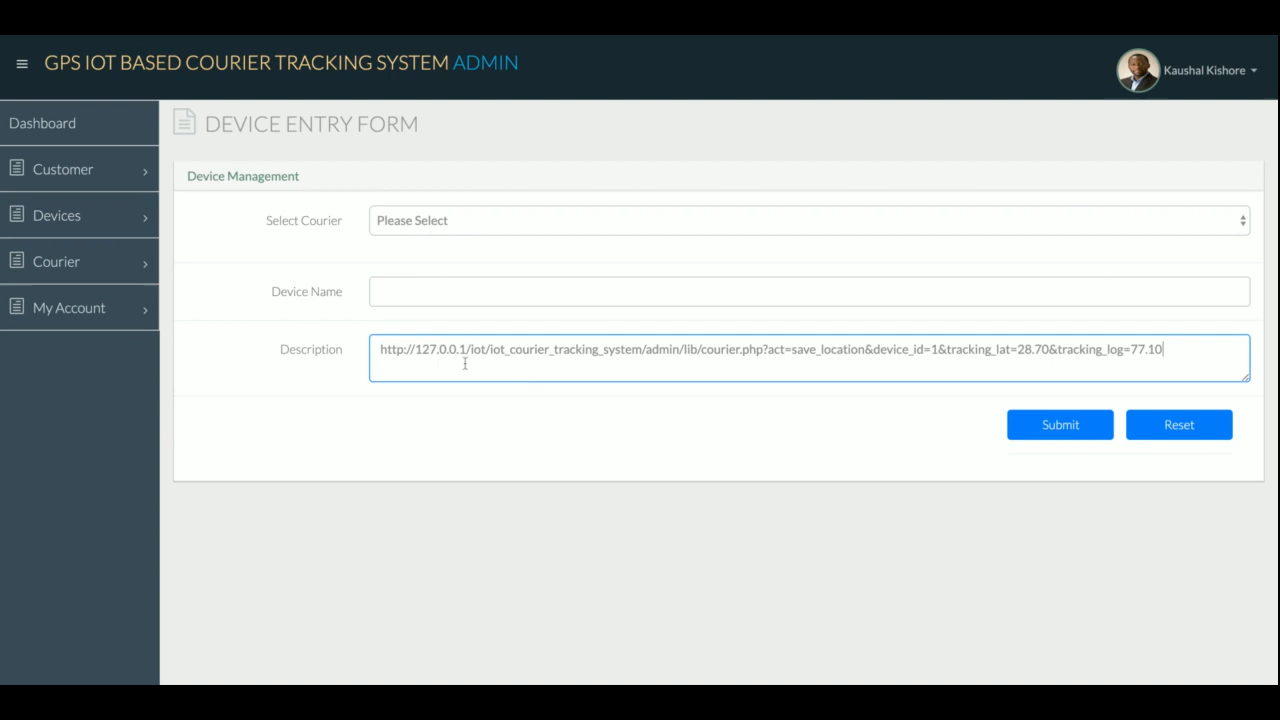 GPS IOT BASED COURIER TRACKING SYSTEM ADMIN
Kaushal Kishore
Dashboard
Customer
Devices
Courier
My Account
DEVICE ENTRY FORM
Device Management
Select Courier
Please Select
Device Name
Description
http://127.0.0.1/iot/iot_courier_tracking_system/admin/lib/courier.php?act=save_location&device_id=1&tracking_lat=28.70&tracking_log=77.10
Submit
Reset